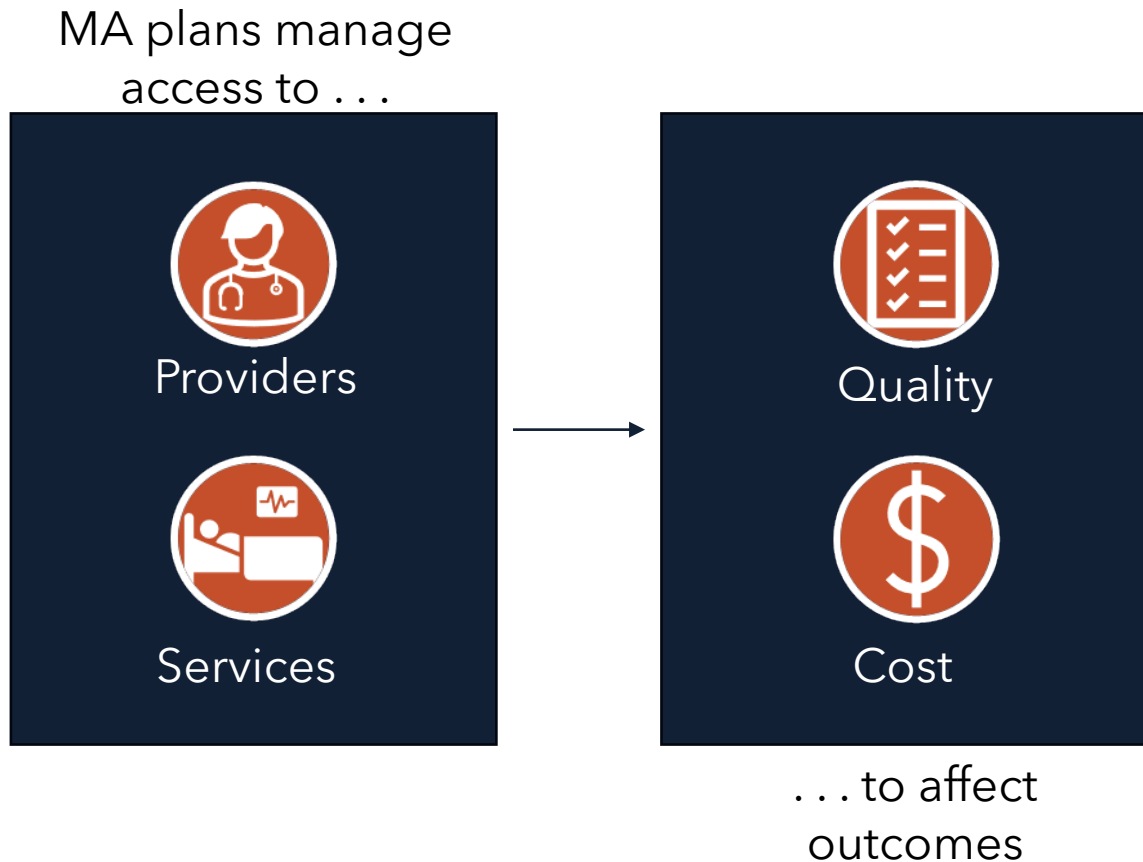 MA plans manage
access to . . .
Providers
Services
Quality
$
Cost
. . . to affect
outcomes